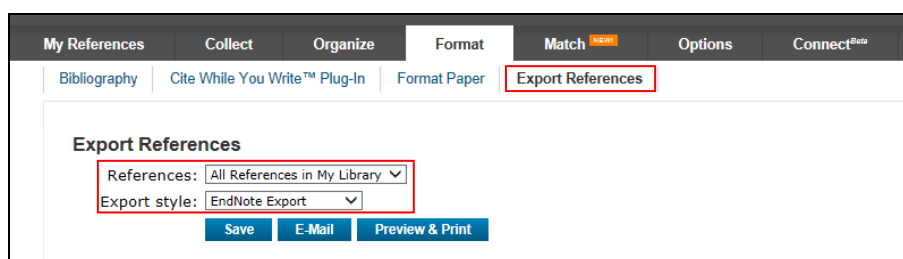 My References Collect Organize Format Match NEW! Options Connect Beta
Bibliography Cite While You Write™ Plug-In Format Paper Export References
Export References
References: All References in My Library
Export style: EndNote Export
Save E-Mail Preview & Print